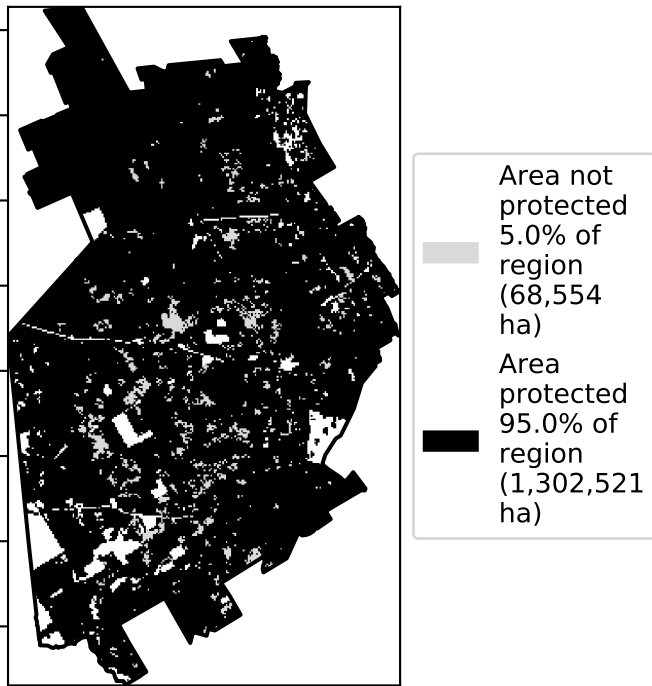 Area not
protected
5.0% of
region
(68,554
ha)
Area
protected
95.0% of
region
(1,302,521
ha)